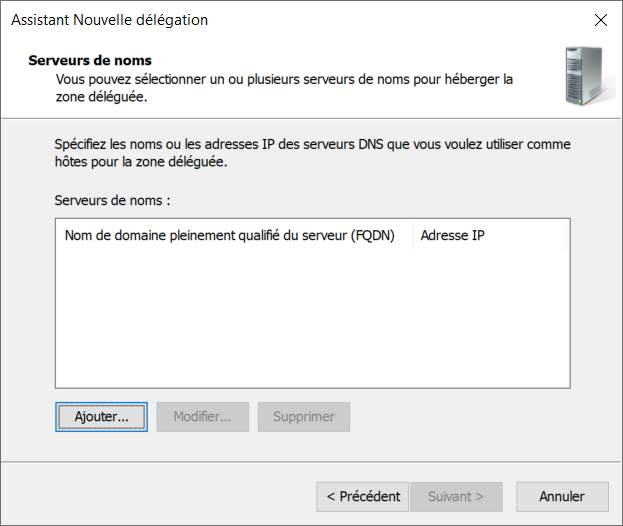 Assistant Nouvelle délégation
Serveurs de noms
Vous pouvez sélectionner un ou plusieurs serveurs de noms pour héberger la
zone déléguée.
Spécifiez les noms ou les adresses IP des serveurs DNS que vous voulez utiliser comme
hôtes pour la zone déléguée.
Serveurs de noms :
Nom de domaine pleinement qualifié du serveur (FQDN) Adresse IP
Ajouter... Modifier... Supprimer
< Précédent Suivant > Annuler